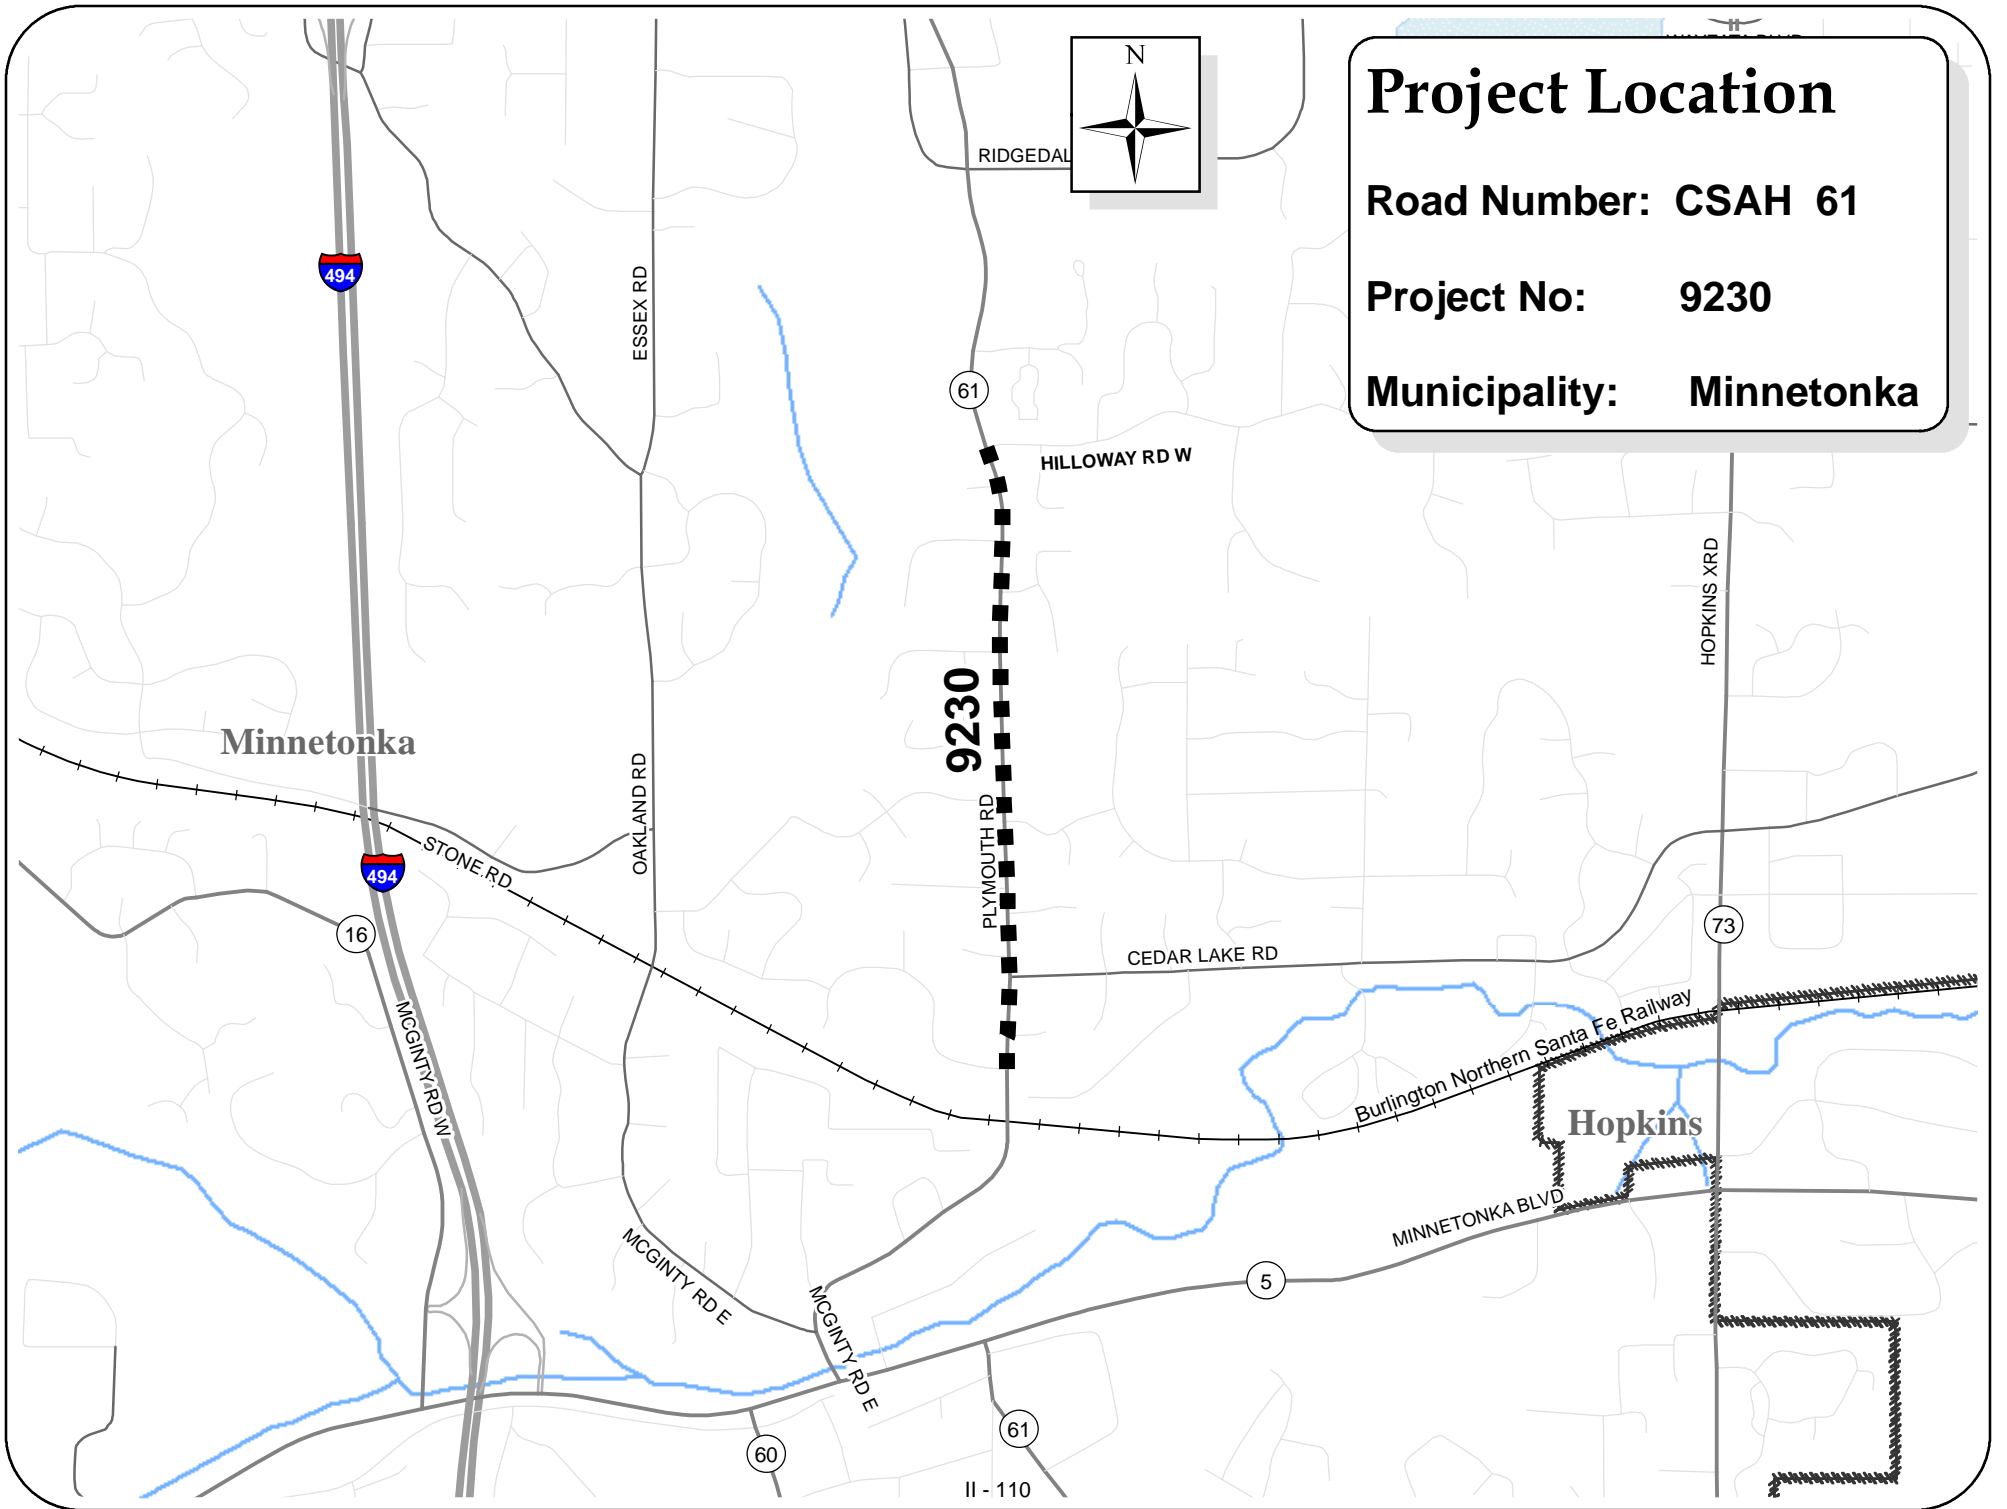 N
Project Location
Road Number: CSAH 61
Project No: 9230
Municipality: Minnetonka
494
ESSEX RD
61
HILLOWAY RD W
HOPKINS XRD
9230
Minnetonka
OAKLAND RD
PLYMOUTH RD
STONE RD
494
16
73
CEDAR LAKE RD
MCGINTY RD W
Burlington Northern Santa Fe Railway
Hopkins
MINNETONKA BLVD
MCGINTY RD E
5
MCGINTY RD E
61
60
II - 110
RIDGEDAL